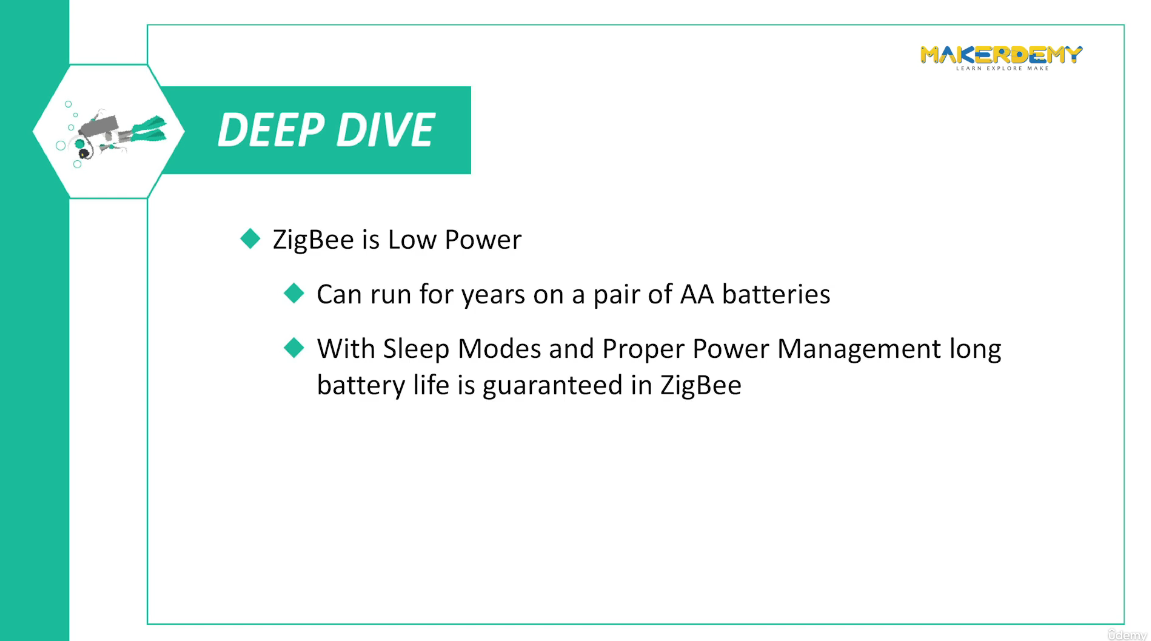 MAKERDEMY
LEARN EXPLORE MAKE
DEEP DIVE
ZigBee is Low Power
Can run for years on a pair of AA batteries
With Sleep Modes and Proper Power Management long
battery life is guaranteed in ZigBee
ûdemy